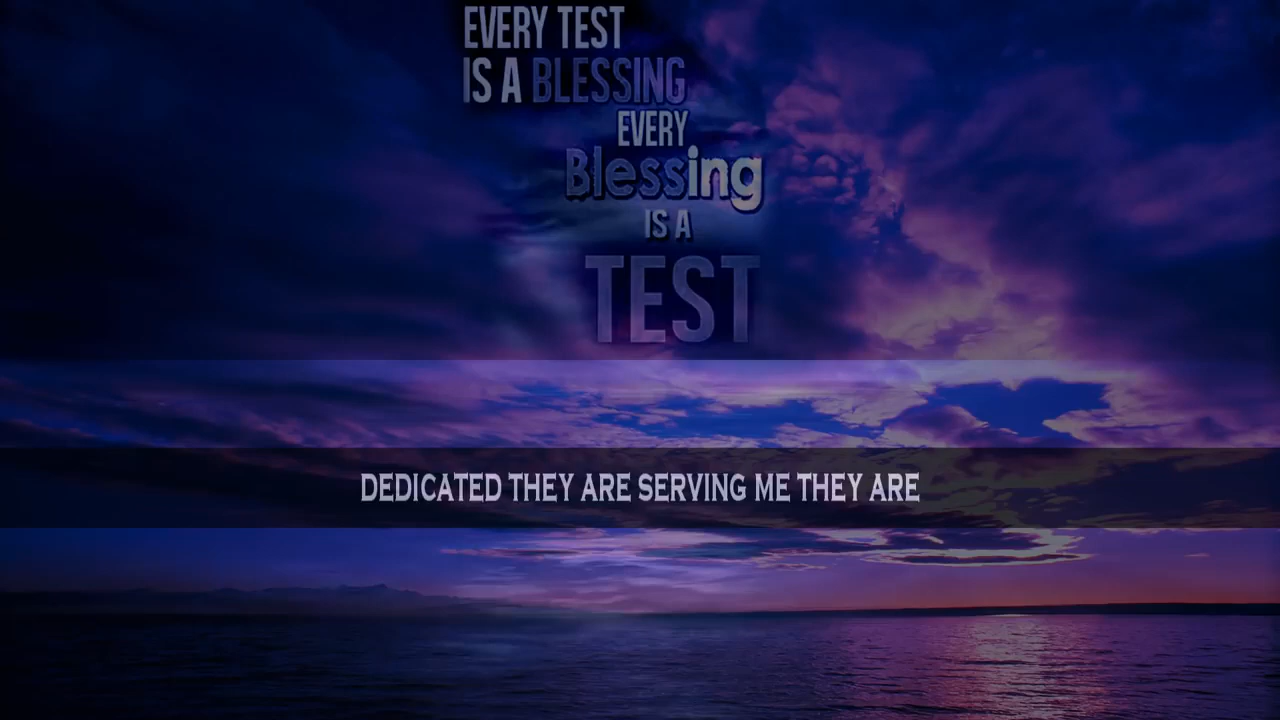 EVERY TEST
IS A BLESSING
EVERY
Blessing
IS A
TEST
DEDICATED THEY ARE SERVING ME THEY ARE